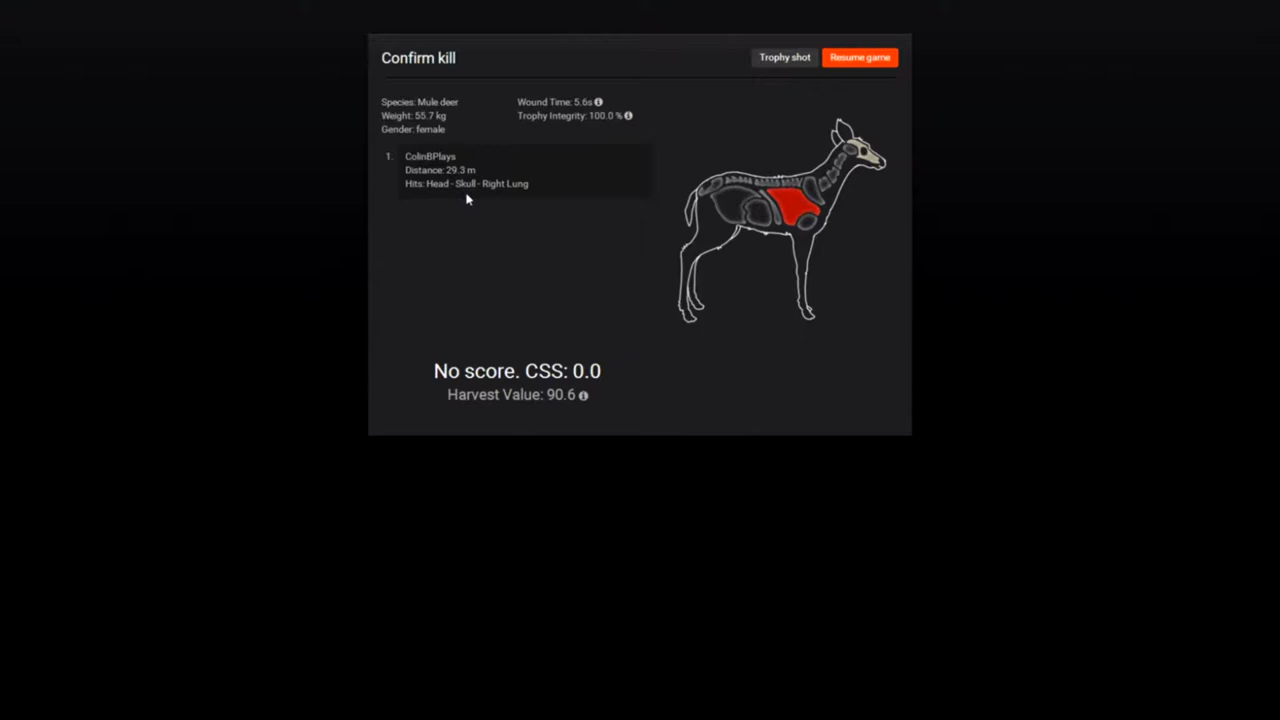 Confirm kill
Trophy shot
Resume game
Species: Mule deer
Weight: 55.7 kg
Gender: female
Wound Time: 5.6s
Trophy Integrity: 100.0 %
1.
ColinBPlays
Distance: 29.3 m
Hits: Head - Skull - Right Lung
No score. CSS: 0.0
Harvest Value: 90.6